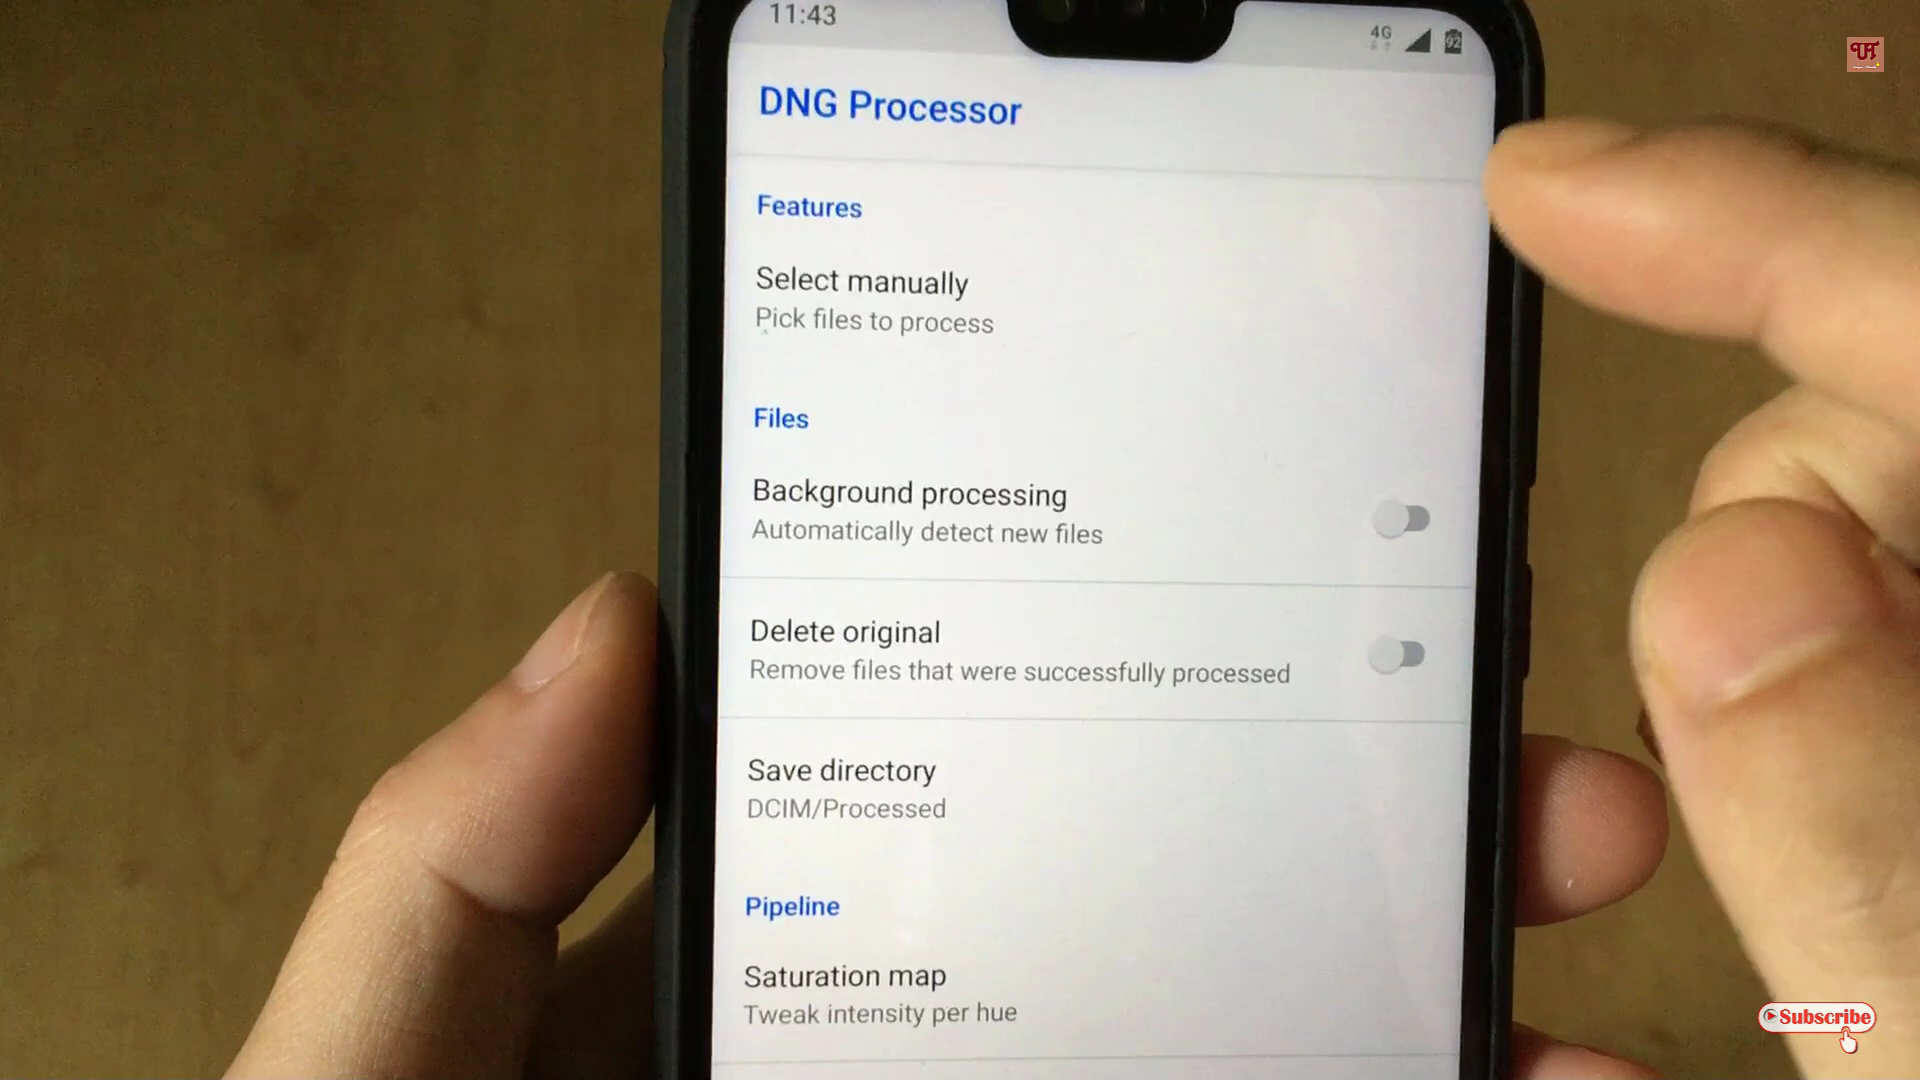 11:43
4G
92
DNG Processor
Features
Select manually
Pick files to process
Files
Background processing
Automatically detect new files
Delete original
Remove files that were successfully processed
Save directory
DCIM/Processed
Pipeline
Saturation map
Tweak intensity per hue
Subscribe